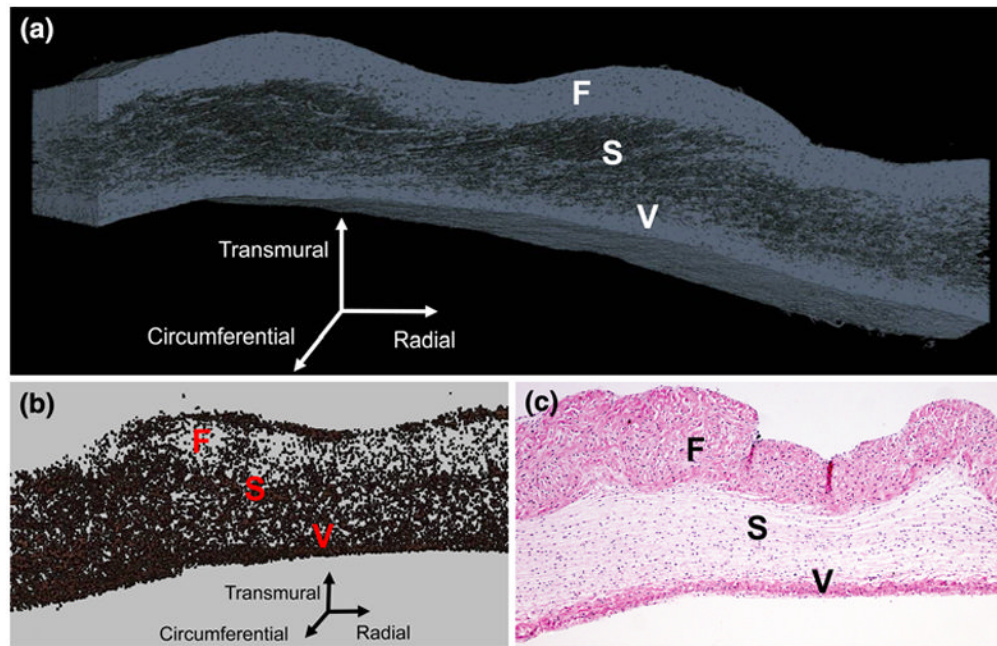 (a)
F
S
V
Transmural
Circumferential
Radial
(b)
F
S
V
Transmural
Circumferential
Radial
(c)
F
S
V